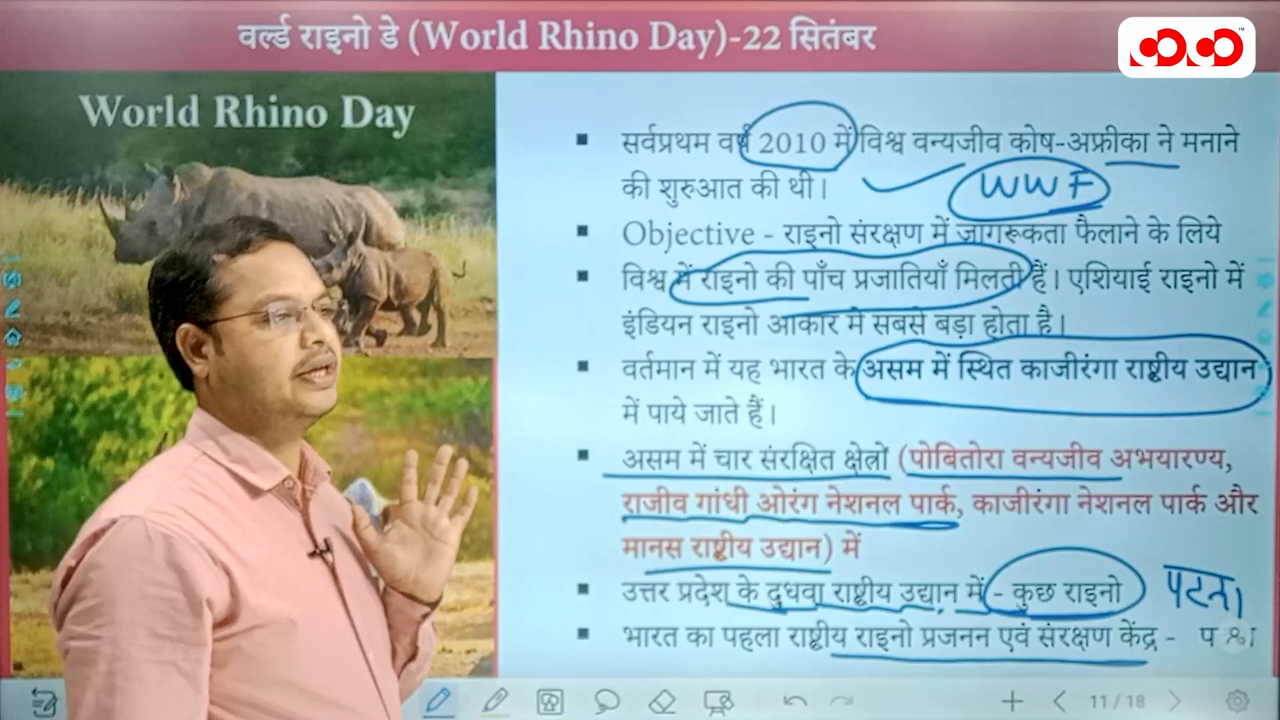 वर्ल्ड राइनो डे (World Rhino Day)-22 सितंबर
World Rhino Day
सर्वप्रथम वर्ष 2010 में विश्व वन्यजीव कोष-अफ्रीका ने मनाने
की शुरुआत की थी।
WWF
Objective - राइनो संरक्षण में जागरूकता फैलाने के लिये
विश्व में राइनो की पाँच प्रजातियाँ मिलती हैं। एशियाई राइनो में
इंडियन राइनो आकार में सबसे बड़ा होता है।
वर्तमान में यह भारत के असम में स्थित काजीरंगा राष्ट्रीय उद्यान
में पाये जाते हैं।
असम में चार संरक्षित क्षेत्रों (पोबितोरा वन्यजीव अभयारण्य,
राजीव गांधी ओरंग नेशनल पार्क, काजीरंगा नेशनल पार्क और
मानस राष्ट्रीय उद्यान) में
उत्तर प्रदेश के दुधवा राष्ट्रीय उद्यान में - कुछ राइनो
पटना
भारत का पहला राष्ट्रीय राइनो प्रजनन एवं संरक्षण केंद्र -
11 / 18